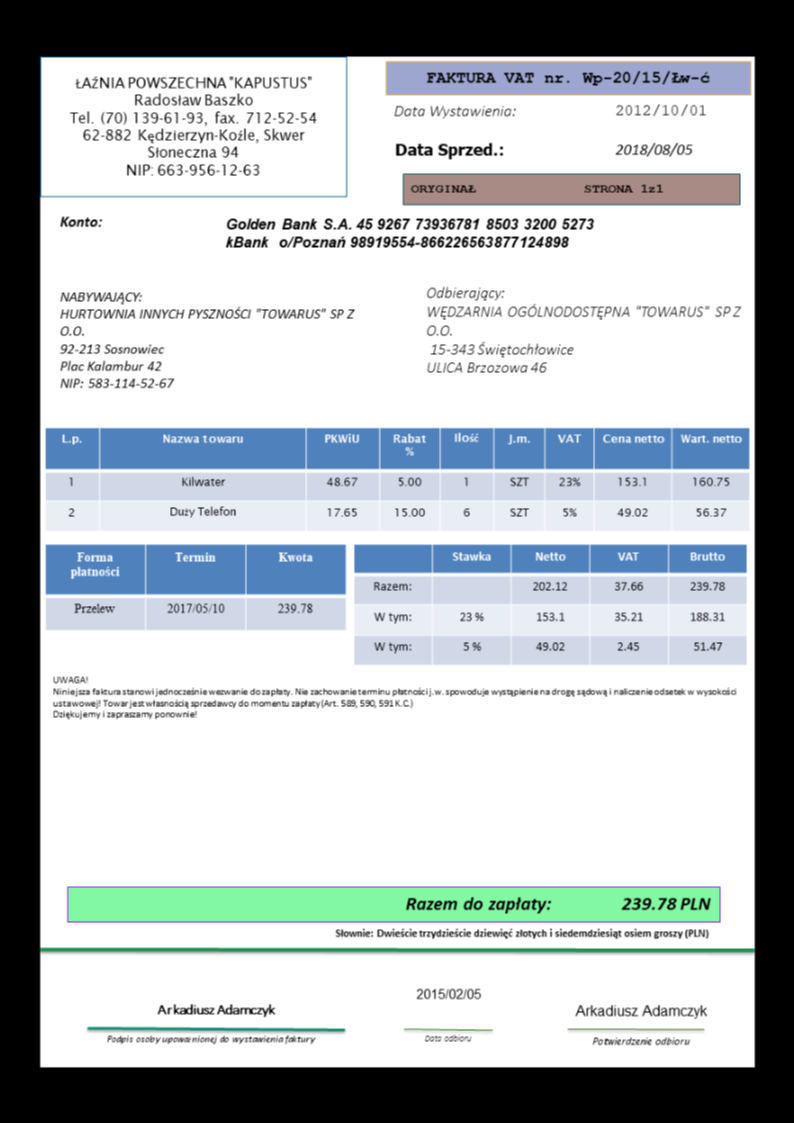 ŁAŹNIA POWSZECHNA "KAPUSTUS"
Radosław Baszko
Tel. (70) 139-61-93, fax. 712-52-54
62-882 Kędzierzyn-Koźle, Skwer
Słoneczna 94
NIP: 663-956-12-63
FAKTURA VAT nr. Wp-20/15/Łw-ć
Data Wystawienia: 2012/10/01
Data Sprzed.: 2018/08/05
ORYGINAŁ STRONA 1z1
Konto: Golden Bank S.A. 45 9267 73936781 8503 3200 5273
kBank o/Poznań 98919554-866226563877124898
NABYWAJĄCY:
HURTOWNIA INNYCH PYSZNOŚCI "TOWARUS" SP Z
O.O.
92-213 Sosnowiec
Plac Kalambur 42
NIP: 583-114-52-67
Odbierający:
WĘDZARNIA OGÓLNODOSTĘPNA "TOWARUS" SP Z
O.O.
15-343 Świętochłowice
ULICA Brzozowa 46
L.p. Nazwa towaru PKWiU Rabat % Ilość J.m. VAT Cena netto Wart. netto
1 Kilwater 48.67 5.00 1 SZT 23% 153.1 160.75
2 Duży Telefon 17.65 15.00 6 SZT 5% 49.02 56.37
Forma płatności Termin Kwota
Przelew 2017/05/10 239.78
Stawka Netto VAT Brutto
Razem: 202.12 37.66 239.78
W tym: 23 % 153.1 35.21 188.31
W tym: 5 % 49.02 2.45 51.47
UWAGA!
Niniejsza faktura stanowi jednocześnie wezwanie do zapłaty. Nie zachowanie terminu płatności j.w. spowoduje wystąpienie na drogę sądową i naliczenie odsetek w wysokości
ustawowej! Towar jest własnością sprzedawcy do momentu zapłaty (Art. 589, 590, 591 K.C.)
Dziękujemy i zapraszamy ponownie!
Razem do zapłaty: 239.78 PLN
Słownie: Dwieście trzydzieście dziewięć złotych i siedemdziesiąt osiem groszy (PLN)
Arkadiusz Adamczyk
Podpis osoby upoważnionej do wystawienia faktury
2015/02/05
Data odbioru
Arkadiusz Adamczyk
Potwierdzenie odbioru